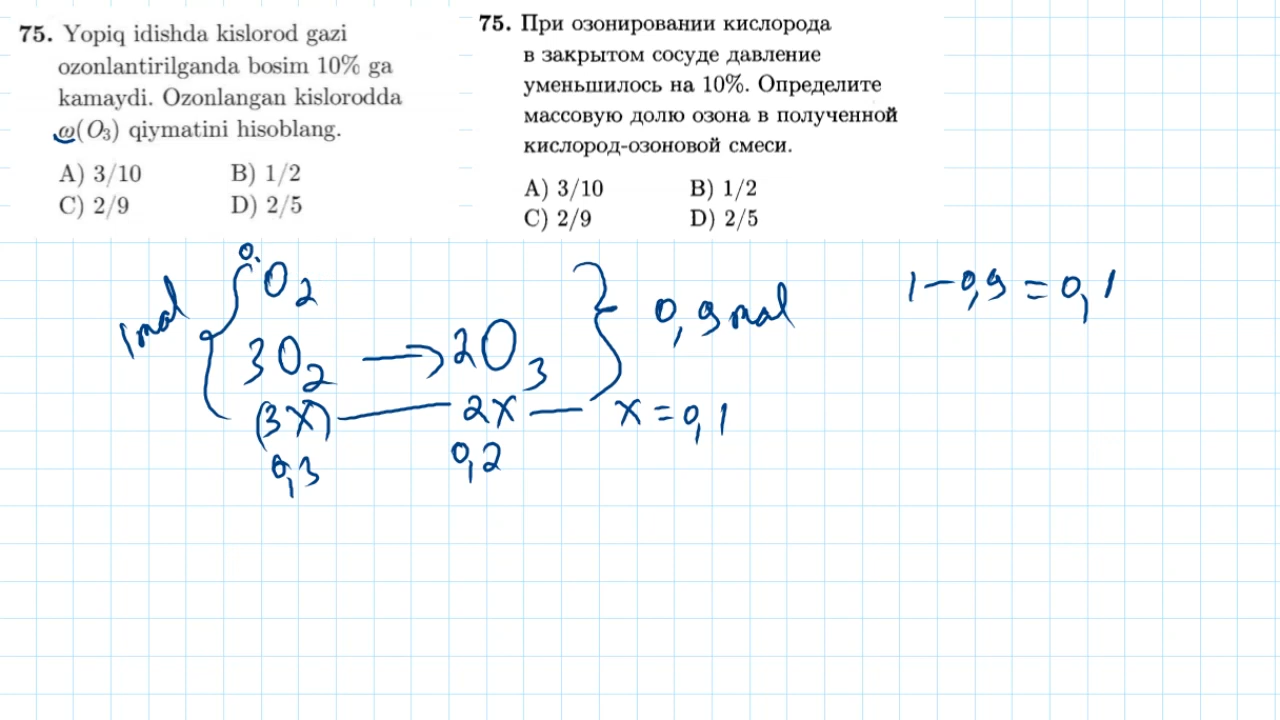 75. Yopiq idishda kislorod gazi
ozonlantirilganda bosim 10% ga
kamaydi. Ozonlangan kislorodda
ω(O₃) qiymatini hisoblang.
A) 3/10 B) 1/2
C) 2/9 D) 2/5
75. При озонировании кислорода
в закрытом сосуде давление
уменьшилось на 10%. Определите
массовую долю озона в полученной
кислород-озоновой смеси.
A) 3/10 B) 1/2
C) 2/9 D) 2/5
1 mol
0. O₂
3O₂ → 2O₃
0,9 mol
1 − 0,9 = 0,1
(3x) — 2x — x = 0,1
0,3 0,2